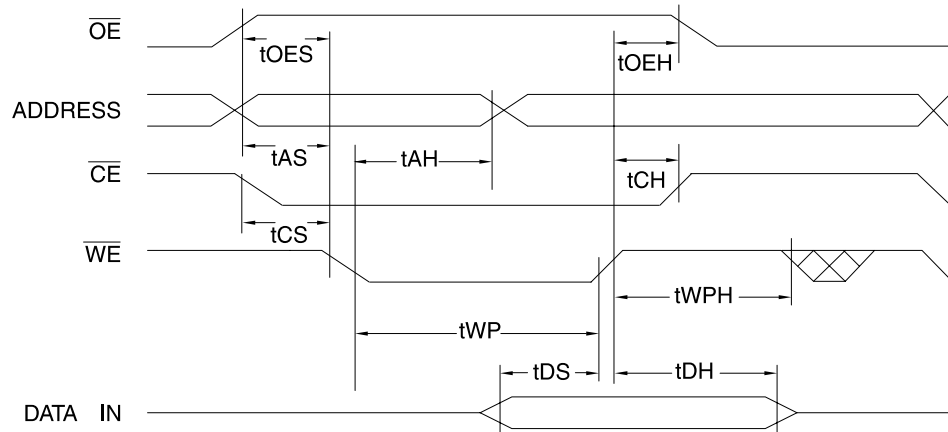 OE
tOES
tOEH
ADDRESS
tAS
tAH
CE
tCH
tCS
WE
tWPH
tWP
tDS
tDH
DATA IN